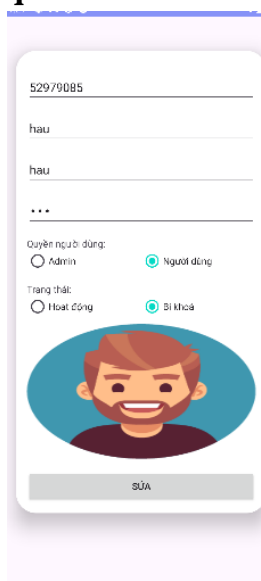 52979085
hau
hau
...
Quyền người dùng:
Admin Người dùng
Trạng thái:
Hoạt động Bị khoá
SỬA